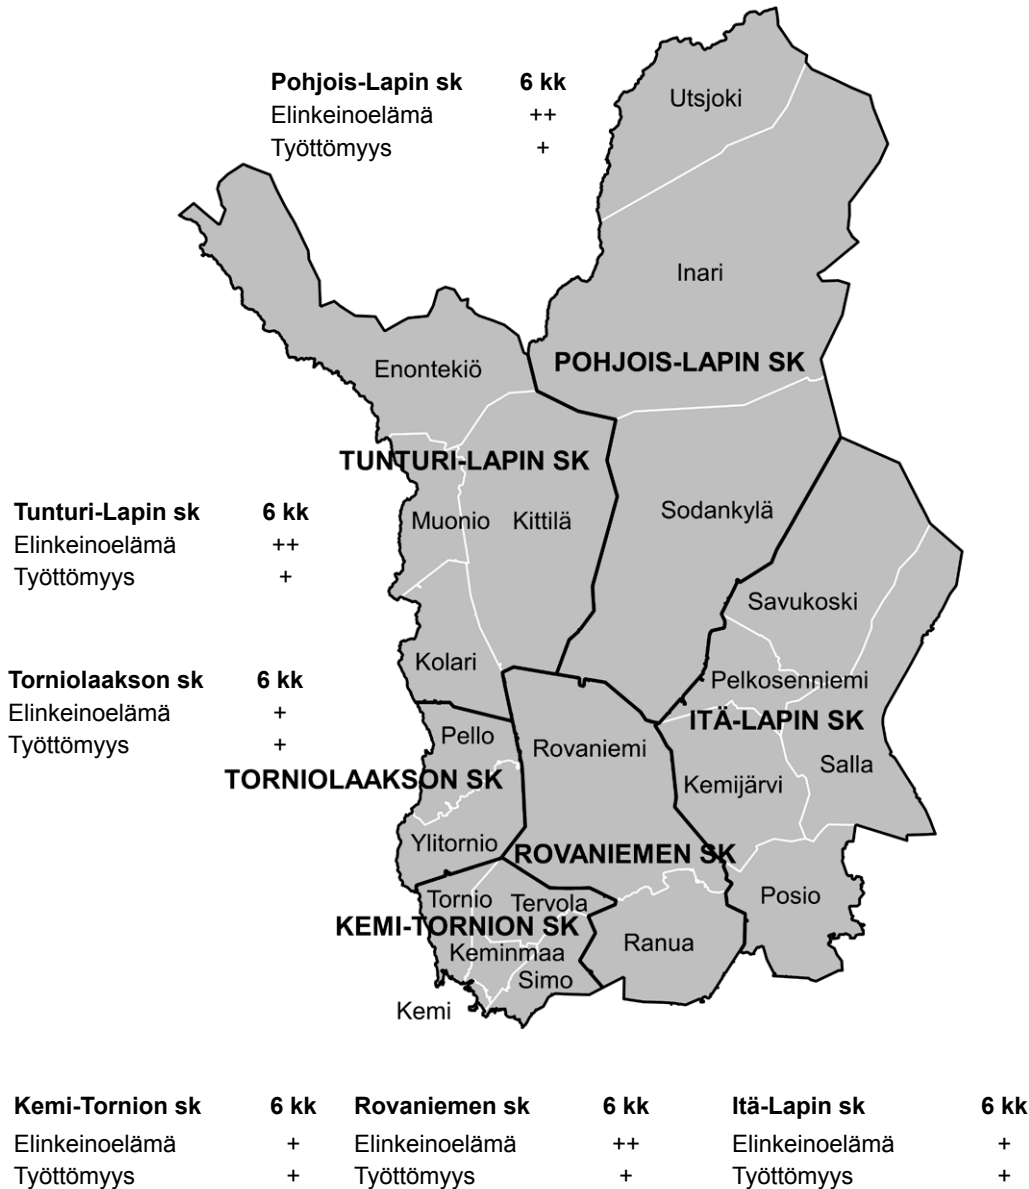 Pohjois-Lapin sk 6 kk
Elinkeinoelämä ++
Työttömyys +
Utsjoki
Inari
POHJOIS-LAPIN SK
Enontekiö
TUNTURI-LAPIN SK
Tunturi-Lapin sk 6 kk
Elinkeinoelämä ++
Työttömyys +
Muonio
Kittilä
Sodankylä
Savukoski
Kolari
Torniolaakson sk 6 kk
Elinkeinoelämä +
Työttömyys +
Pelkosenniemi
ITÄ-LAPIN SK
Pello
Rovaniemi
Salla
TORNIOLAAKSON SK
Kemijärvi
Ylitornio
ROVANIEMEN SK
Posio
Tornio
Tervola
KEMI-TORNION SK
Ranua
Keminmaa
Simo
Kemi
Kemi-Tornion sk 6 kk
Elinkeinoelämä +
Työttömyys +
Rovaniemen sk 6 kk
Elinkeinoelämä ++
Työttömyys +
Itä-Lapin sk 6 kk
Elinkeinoelämä +
Työttömyys +